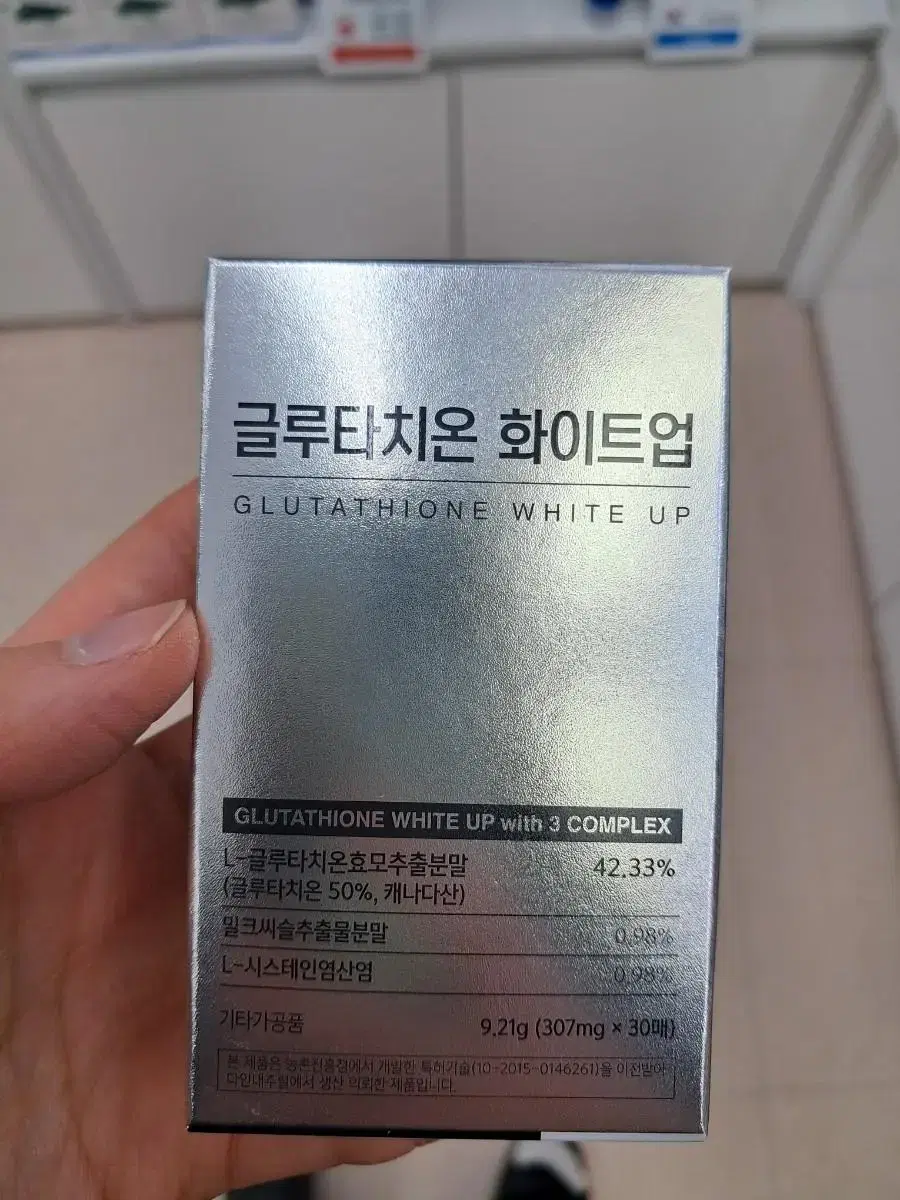 글루타치온 화이트업
GLUTATHIONE WHITE UP
GLUTATHIONE WHITE UP with 3 COMPLEX
L-글루타치온효모추출분말 42.33%
(글루타치온 50%, 캐나다산)
밀크씨슬추출물분말 0.98%
L-시스테인염산염 0.98%
기타가공품 9.21g (307mg × 30매)
본 제품은 농촌진흥청에서 개발한 특허기술(10-2015-0146261)을 이전받아
다인내추럴에서 생산 의뢰한 제품입니다.